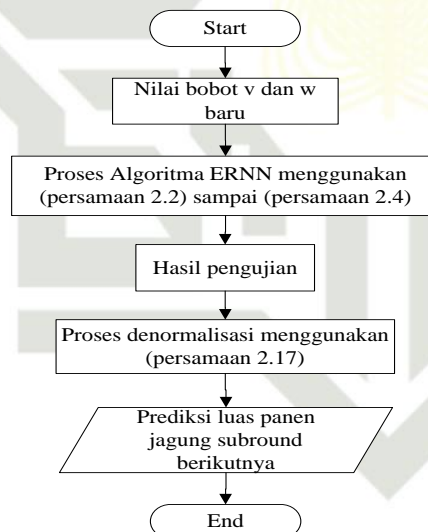 Start
Nilai bobot v dan w
baru
Proses Algoritma ERNN menggunakan
(persamaan 2.2) sampai (persamaan 2.4)
Hasil pengujian
Proses denormalisasi menggunakan
(persamaan 2.17)
Prediksi luas panen
jagung subround
berikutnya
End